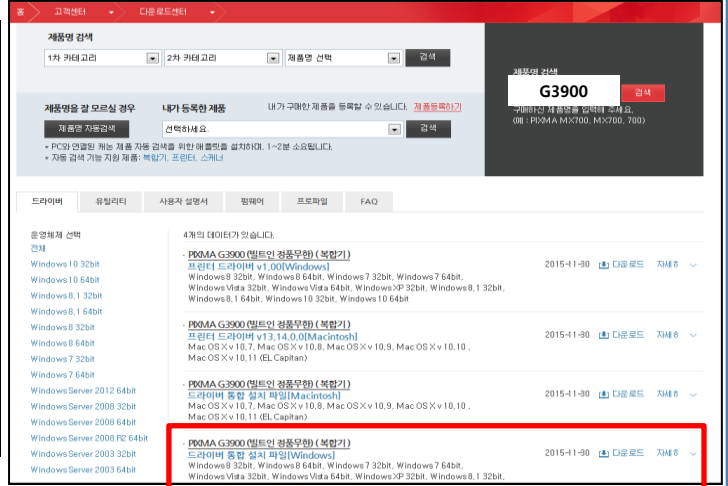 홈 고객센터 다운로드센터
제품명 검색
1차 카테고리 2차 카테고리 제품명 선택 검색
제품명 검색
G3900 검색
구매하신 제품명을 입력해 주세요.
(예 : PIXMA MX700, MX700, 700)
제품명을 잘 모르실 경우 내가 등록한 제품 내가 구매한 제품을 등록할 수 있습니다. 제품등록하기
제품명 자동검색 선택하세요. 검색
PC와 연결된 캐논 제품 자동 검색을 위한 애플릿을 설치하며, 1~2분 소요됩니다.
자동 검색 기능 지원 제품: 복합기, 프린터, 스캐너
드라이버 유틸리티 사용자 설명서 펌웨어 프로파일 FAQ
운영체제 선택
전체
Windows 10 32bit
Windows 10 64bit
Windows 8.1 32bit
Windows 8.1 64bit
Windows 8 32bit
Windows 8 64bit
Windows 7 32bit
Windows 7 64bit
Windows Server 2012 64bit
Windows Server 2008 32bit
Windows Server 2008 64bit
Windows Server 2008 R2 64bit
Windows Server 2003 32bit
Windows Server 2003 64bit
4개의 데이터가 있습니다.
· PIXMA G3900 (빌트인 정품무한) ( 복합기 )
프린터 드라이버 v1.00[Windows]
Windows 8 32bit, Windows 8 64bit, Windows 7 32bit, Windows 7 64bit,
Windows Vista 32bit, Windows Vista 64bit, Windows XP 32bit, Windows 8.1 32bit,
Windows 8.1 64bit, Windows 10 32bit, Windows 10 64bit
2015-11-30 다운로드 자세히
· PIXMA G3900 (빌트인 정품무한) ( 복합기 )
프린터 드라이버 v13.14.0.0[Macintosh]
Mac OS X v 10.7, Mac OS X v 10.8, Mac OS X v 10.9, Mac OS X v 10.10 ,
Mac OS X v 10.11 (EL Capitan)
2015-11-30 다운로드 자세히
· PIXMA G3900 (빌트인 정품무한) ( 복합기 )
드라이버 통합 설치 파일[Macintosh]
Mac OS X v 10.7, Mac OS X v 10.8, Mac OS X v 10.9, Mac OS X v 10.10 ,
Mac OS X v 10.11 (EL Capitan)
2015-11-30 다운로드 자세히
· PIXMA G3900 (빌트인 정품무한) ( 복합기 )
드라이버 통합 설치 파일[Windows]
Windows 8 32bit, Windows 8 64bit, Windows 7 32bit, Windows 7 64bit,
Windows Vista 32bit, Windows Vista 64bit, Windows XP 32bit, Windows 8.1 32bit,
2015-11-30 다운로드 자세히